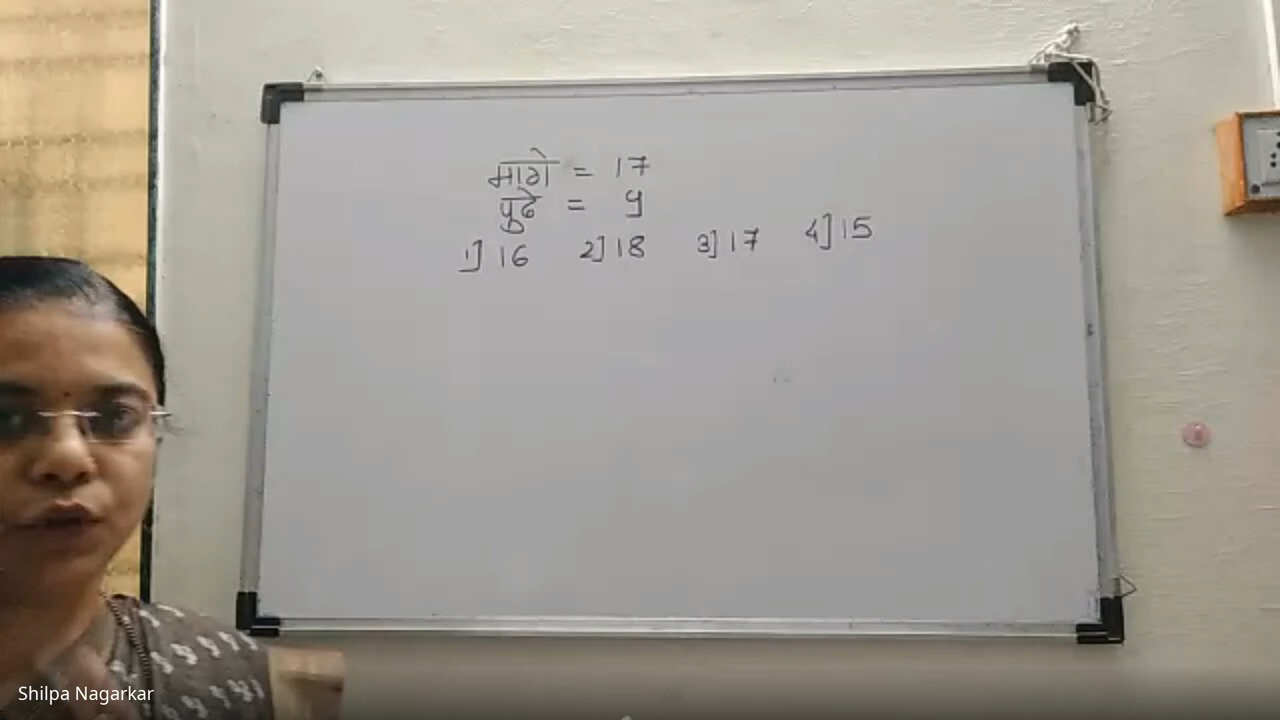 मागे = 17
पुढे = 9
1] 16 2] 18 3] 17 4] 15
Shilpa Nagarkar